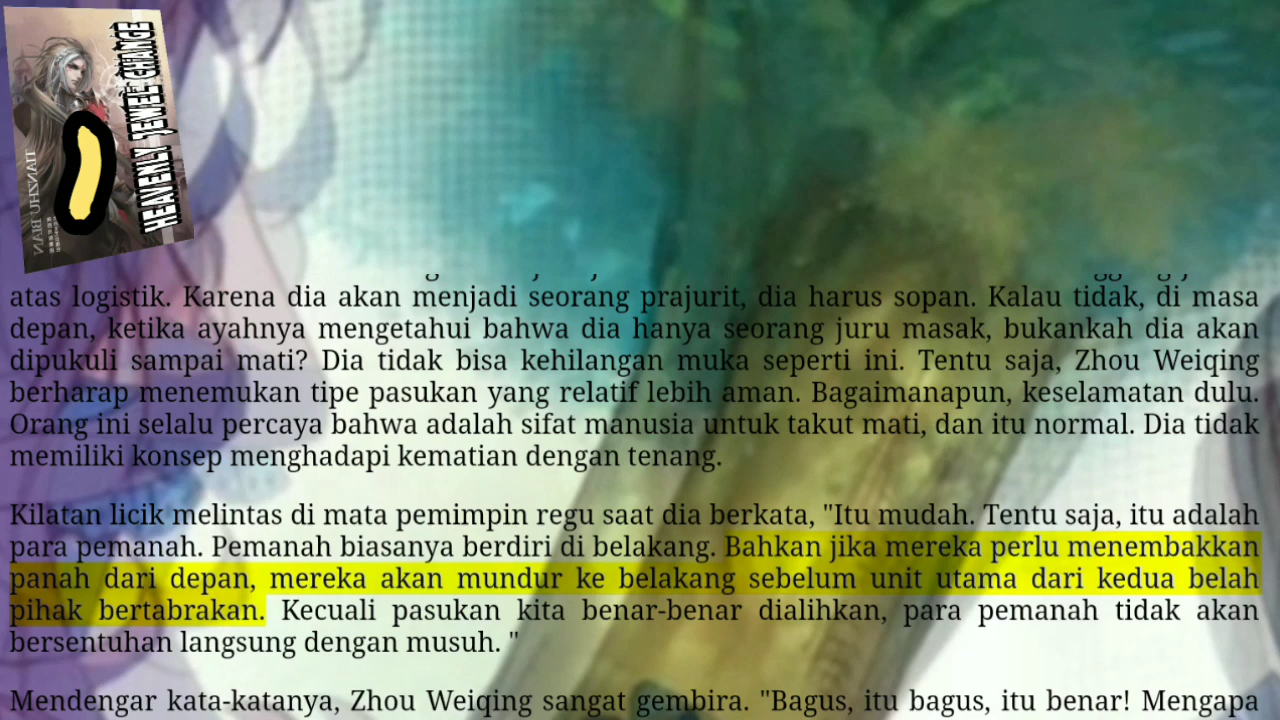 HEAVENLY JEWEL CHANGE
TIANZHU BIAN
atas logistik. Karena dia akan menjadi seorang prajurit, dia harus sopan. Kalau tidak, di masa
depan, ketika ayahnya mengetahui bahwa dia hanya seorang juru masak, bukankah dia akan
dipukuli sampai mati? Dia tidak bisa kehilangan muka seperti ini. Tentu saja, Zhou Weiqing
berharap menemukan tipe pasukan yang relatif lebih aman. Bagaimanapun, keselamatan dulu.
Orang ini selalu percaya bahwa adalah sifat manusia untuk takut mati, dan itu normal. Dia tidak
memiliki konsep menghadapi kematian dengan tenang.
Kilatan licik melintas di mata pemimpin regu saat dia berkata, "Itu mudah. Tentu saja, itu adalah
para pemanah. Pemanah biasanya berdiri di belakang. Bahkan jika mereka perlu menembakkan
panah dari depan, mereka akan mundur ke belakang sebelum unit utama dari kedua belah
pihak bertabrakan. Kecuali pasukan kita benar-benar dialihkan, para pemanah tidak akan
bersentuhan langsung dengan musuh. "
Mendengar kata-katanya, Zhou Weiqing sangat gembira. "Bagus, itu bagus, itu benar! Mengapa